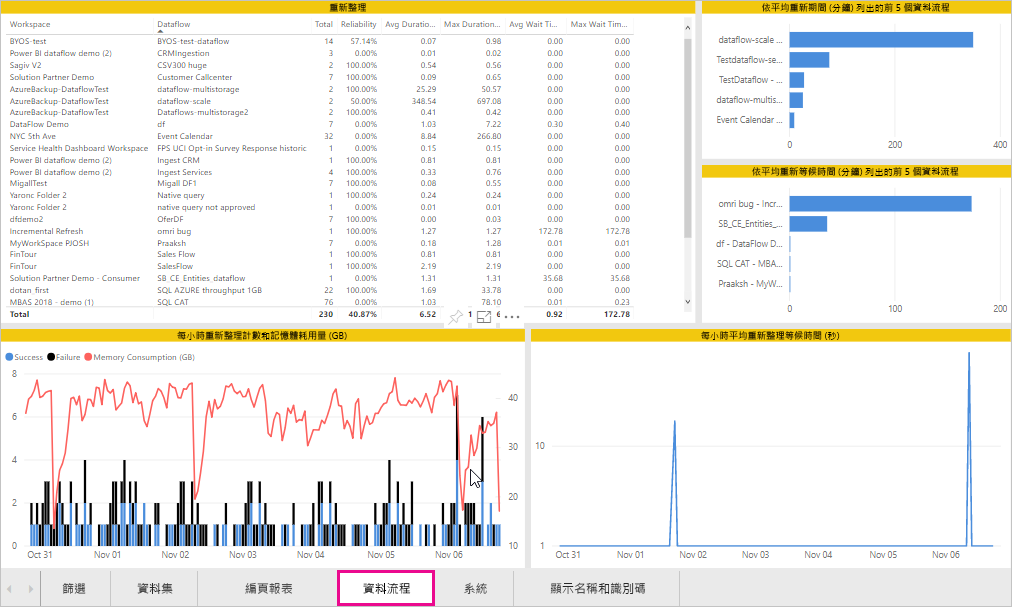 重新整理
Workspace Dataflow Total Reliability Avg Duratio... Max Duration... Avg Wait Ti... Max Wait Tim...
BYOS-test BYOS-test-dataflow 14 57.14% 0.07 0.98 0.00 0.00
Power BI dataflow demo (2) CRMIngestion 3 0.00% 0.01 0.02 0.00 0.00
Sagiv V2 CSV300 huge 2 100.00% 0.54 0.56 0.00 0.00
Solution Partner Demo Customer Callcenter 7 100.00% 0.09 0.65 0.00 0.00
AzureBackup-DataflowTest dataflow-multistorage 2 100.00% 25.29 50.57 0.00 0.00
AzureBackup-DataflowTest dataflow-scale 2 50.00% 348.54 697.08 0.00 0.00
AzureBackup-DataflowTest Dataflows-multistorage2 2 100.00% 0.41 0.42 0.00 0.00
DataFlow Demo df 7 0.00% 1.03 7.22 0.30 0.40
NYC 5th Ave Event Calendar 32 0.00% 8.84 266.80 0.00 0.00
Service Health Dashboard Workspace FPS UCI Opt-in Survey Response historic 1 0.00% 0.15 0.15 0.00 0.00
Power BI dataflow demo (2) Ingest CRM 1 100.00% 0.81 0.81 0.00 0.00
Power BI dataflow demo (2) Ingest Services 4 100.00% 0.33 0.76 0.00 0.00
MigallTest Migall DF1 7 100.00% 0.08 0.55 0.00 0.00
Yaronc Folder 2 Native query 1 100.00% 0.24 0.24 0.00 0.00
Yaronc Folder 2 native query not approved 1 0.00% 0.01 0.01 0.00 0.00
dfdemo2 OferDF 7 100.00% 0.00 0.03 0.00 0.00
Incremental Refresh omri bug 1 100.00% 1.27 1.27 172.78 172.78
MyWorkSpace PJOSH Praaksh 7 0.00% 0.18 1.28 0.01 0.01
FinTour Sales Flow 1 100.00% 0.81 0.81 0.00 0.00
FinTour SalesFlow 1 100.00% 2.19 2.19 0.00 0.00
Solution Partner Demo - Consumer SB_CE_Entities_dataflow 1 0.00% 1.31 1.31 35.68 35.68
dotan_first SQL AZURE throughput 1GB 22 100.00% 1.69 33.78 0.00 0.00
MBAS 2018 - demo (1) SQL CAT 76 0.00% 1.03 78.10 0.01 0.23
Total 230 40.87% 6.52 1 6 0.92 172.78
依平均重新期間 (分鐘) 列出的前 5 個資料流程
dataflow-scale ...
Testdataflow-se...
TestDataflow - ...
dataflow-multis...
Event Calendar ...
0 200 400
依平均重新等候時間 (分鐘) 列出的前 5 個資料流程
omri bug - Incr...
SB_CE_Entities_...
df - DataFlow D...
SQL CAT - MBA...
Praaksh - MyW...
0 100 200
每小時重新整理計數和記憶體耗用量 (GB)
Success Failure Memory Consumption (GB)
8
6
4
2
0
40
30
20
10
Oct 31 Nov 01 Nov 02 Nov 03 Nov 04 Nov 05 Nov 06
每小時平均重新整理等候時間 (秒)
10
1
Oct 31 Nov 01 Nov 02 Nov 03 Nov 04 Nov 05 Nov 06
篩選 資料集 編頁報表 資料流程 系統 顯示名稱和識別碼